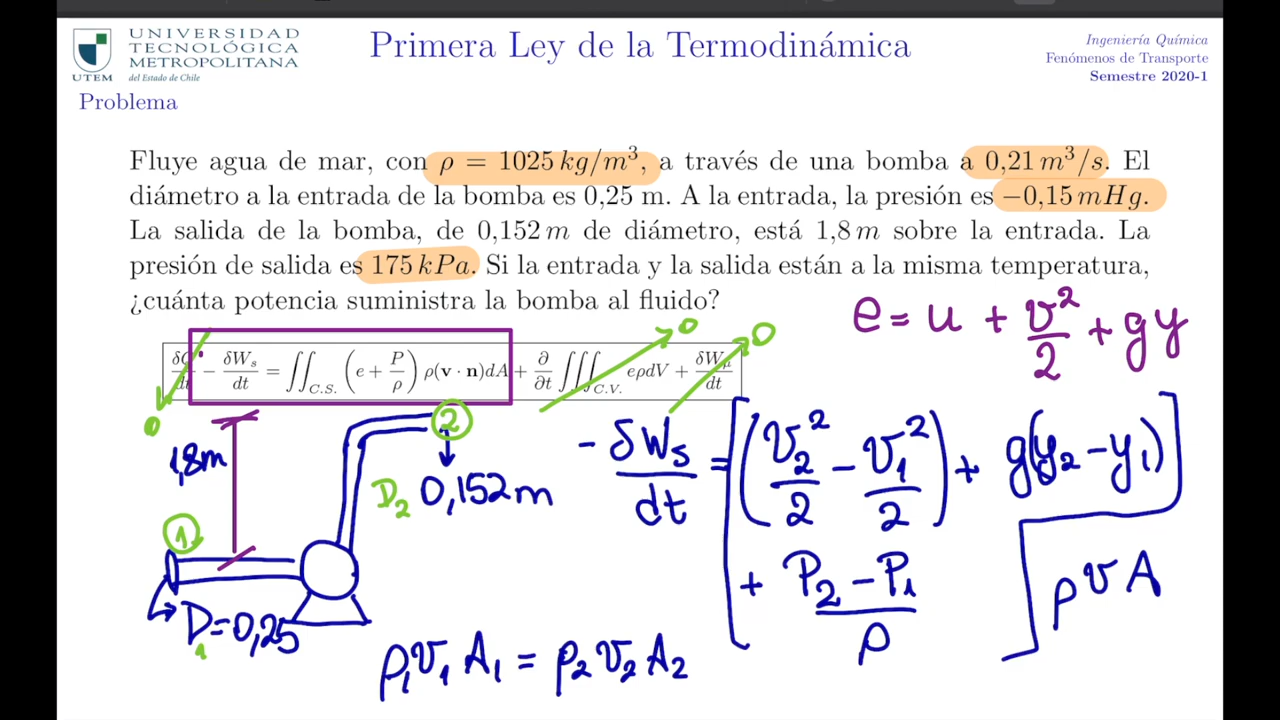 UNIVERSIDAD
TECNOLÓGICA
METROPOLITANA
del Estado de Chile
UTEM
Primera Ley de la Termodinámica
Ingeniería Química
Fenómenos de Transporte
Semestre 2020-1
Problema
Fluye agua de mar, con ρ = 1025 kg/m³, a través de una bomba a 0,21 m³/s. El
diámetro a la entrada de la bomba es 0,25 m. A la entrada, la presión es −0,15 mHg.
La salida de la bomba, de 0,152 m de diámetro, está 1,8 m sobre la entrada. La
presión de salida es 175 kPa. Si la entrada y la salida están a la misma temperatura,
¿cuánta potencia suministra la bomba al fluido?
e = u + v²/2 + gy
δQ/dt − δWs/dt = ∬C.S. (e + P/ρ) ρ(v · n)dA + ∂/∂t ∭C.V. eρdV + δWμ/dt
0
0
0
1,8m
2
D2 0,152m
1
D1=0,25
− δWs/dt = [(v2²/2 − v1²/2) + g(y2 − y1)
+ (P2 − P1)/ρ] ρvA
ρ1v1A1 = ρ2v2A2